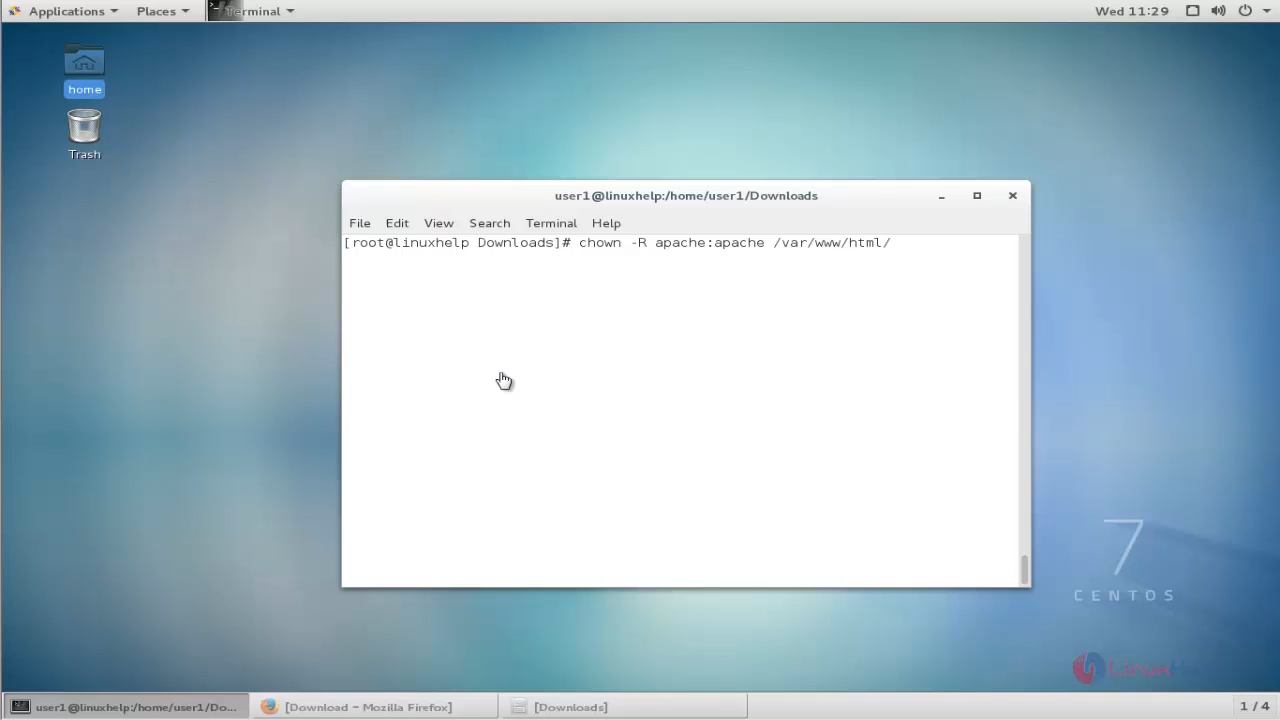 Applications Places Terminal Wed 11:29
home
Trash
user1@linuxhelp:/home/user1/Downloads
File Edit View Search Terminal Help
[root@linuxhelp Downloads]# chown -R apache:apache /var/www/html/
7
CENTOS
user1@linuxhelp:/home/user1/Do... [Download - Mozilla Firefox] [Downloads] 1 / 4